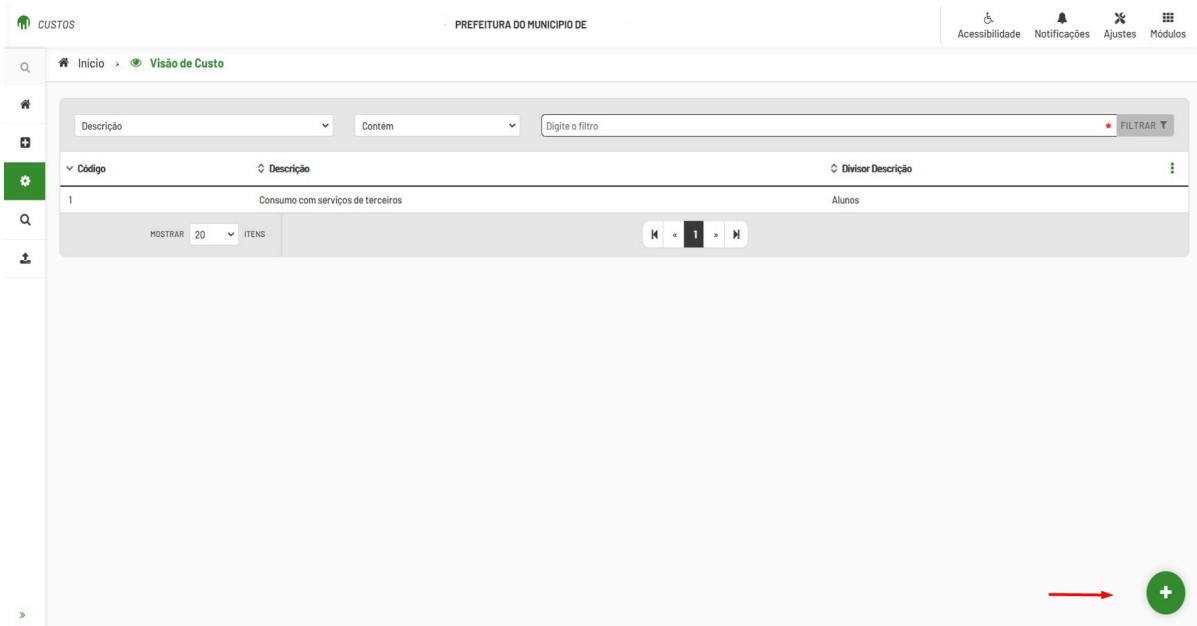 CUSTOS
PREFEITURA DO MUNICIPIO DE
Acessibilidade Notificações Ajustes Módulos
Início › Visão de Custo
Descrição Contém Digite o filtro * FILTRAR
Código Descrição Divisor Descrição
1 Consumo com serviços de terceiros Alunos
MOSTRAR 20 ITENS « 1 »
»